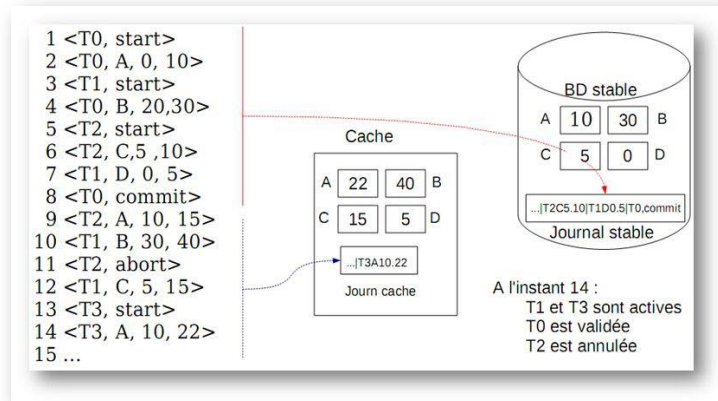 1 <T0, start>
2 <T0, A, 0, 10>
3 <T1, start>
4 <T0, B, 20,30>
5 <T2, start>
6 <T2, C,5 ,10>
7 <T1, D, 0, 5>
8 <T0, commit>
9 <T2, A, 10, 15>
10 <T1, B, 30, 40>
11 <T2, abort>
12 <T1, C, 5, 15>
13 <T3, start>
14 <T3, A, 10, 22>
15 ...
Cache
A 22 40 B
C 15 5 D
...|T3A10.22
Journ cache
BD stable
A 10 30 B
C 5 0 D
...|T2C5.10|T1D0.5|T0,commit
Journal stable
A l'instant 14 :
T1 et T3 sont actives
T0 est validée
T2 est annulée